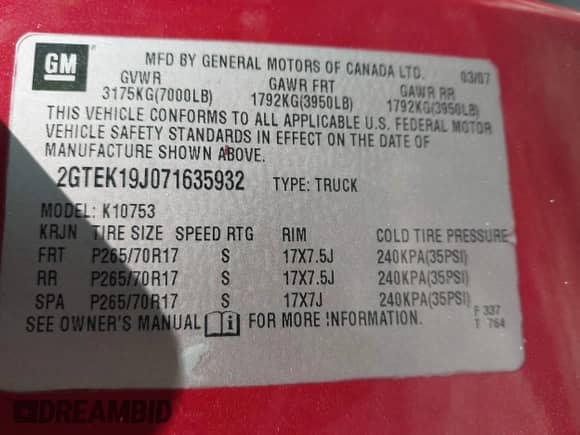 GM
MFD BY GENERAL MOTORS OF CANADA LTD. 03/07
GVWR GAWR FRT GAWR RR
3175KG(7000LB) 1792KG(3950LB) 1792KG(3950LB)
THIS VEHICLE CONFORMS TO ALL APPLICABLE U.S. FEDERAL MOTOR
VEHICLE SAFETY STANDARDS IN EFFECT ON THE DATE OF
MANUFACTURE SHOWN ABOVE.
2GTEK19J071635932 TYPE: TRUCK
MODEL: K10753
KRJN TIRE SIZE SPEED RTG RIM COLD TIRE PRESSURE
FRT P265/70R17 S 17X7.5J 240KPA(35PSI)
RR P265/70R17 S 17X7.5J 240KPA(35PSI)
SPA P265/70R17 S 17X7J 240KPA(35PSI)
SEE OWNER'S MANUAL i FOR MORE INFORMATION F 337
T 764
DREAMBID